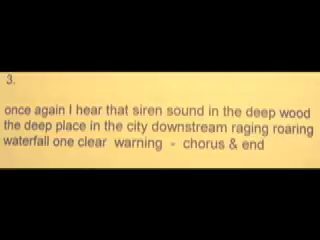 3.
once again I hear that siren sound in the deep wood
the deep place in the city downstream raging roaring
waterfall one clear warning - chorus & end